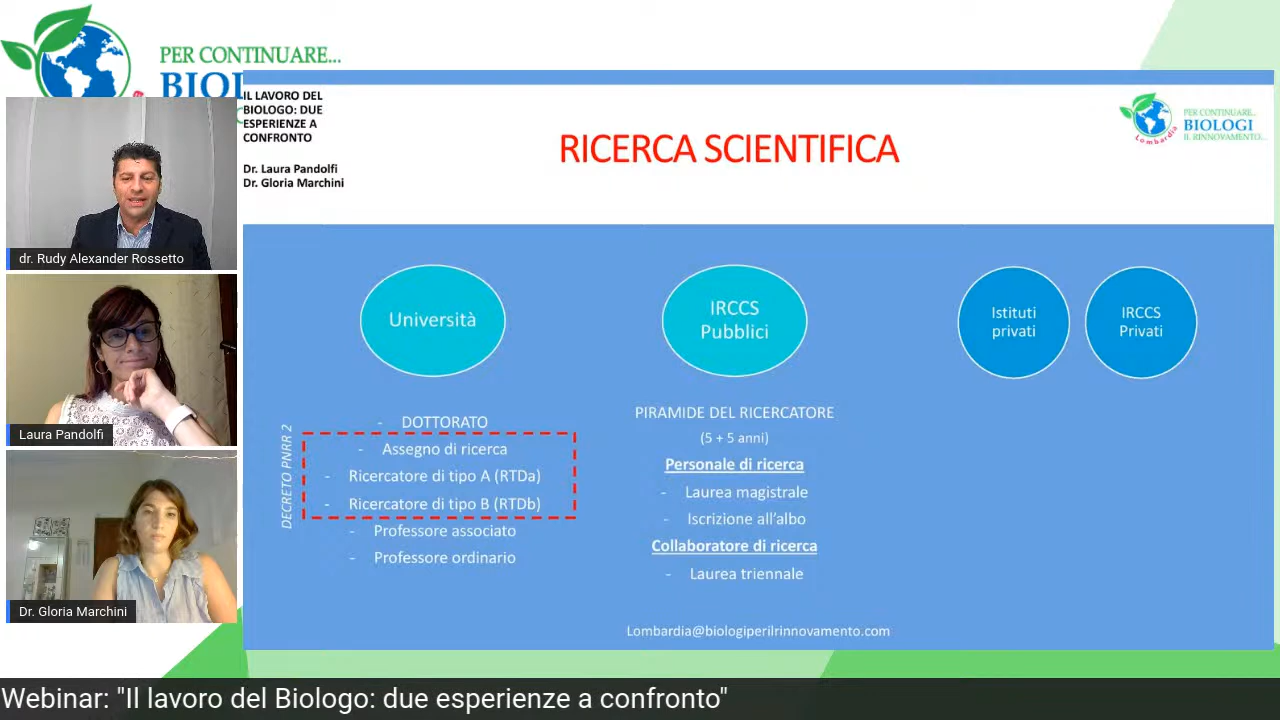 PER CONTINUARE...
BIOL
IL LAVORO DEL
BIOLOGO: DUE
ESPERIENZE A
CONFRONTO
Dr. Laura Pandolfi
Dr. Gloria Marchini
RICERCA SCIENTIFICA
PER CONTINUARE...
BIOLOGI
IL RINNOVAMENTO...
Lombardia
dr. Rudy Alexander Rossetto
Laura Pandolfi
Dr. Gloria Marchini
Università
IRCCS
Pubblici
Istituti
privati
IRCCS
Privati
DECRETO PNRR 2
- DOTTORATO
- Assegno di ricerca
- Ricercatore di tipo A (RTDa)
- Ricercatore di tipo B (RTDb)
- Professore associato
- Professore ordinario
PIRAMIDE DEL RICERCATORE
(5 + 5 anni)
Personale di ricerca
- Laurea magistrale
- Iscrizione all'albo
Collaboratore di ricerca
- Laurea triennale
Lombardia@biologiperilrinnovamento.com
Webinar: "Il lavoro del Biologo: due esperienze a confronto"